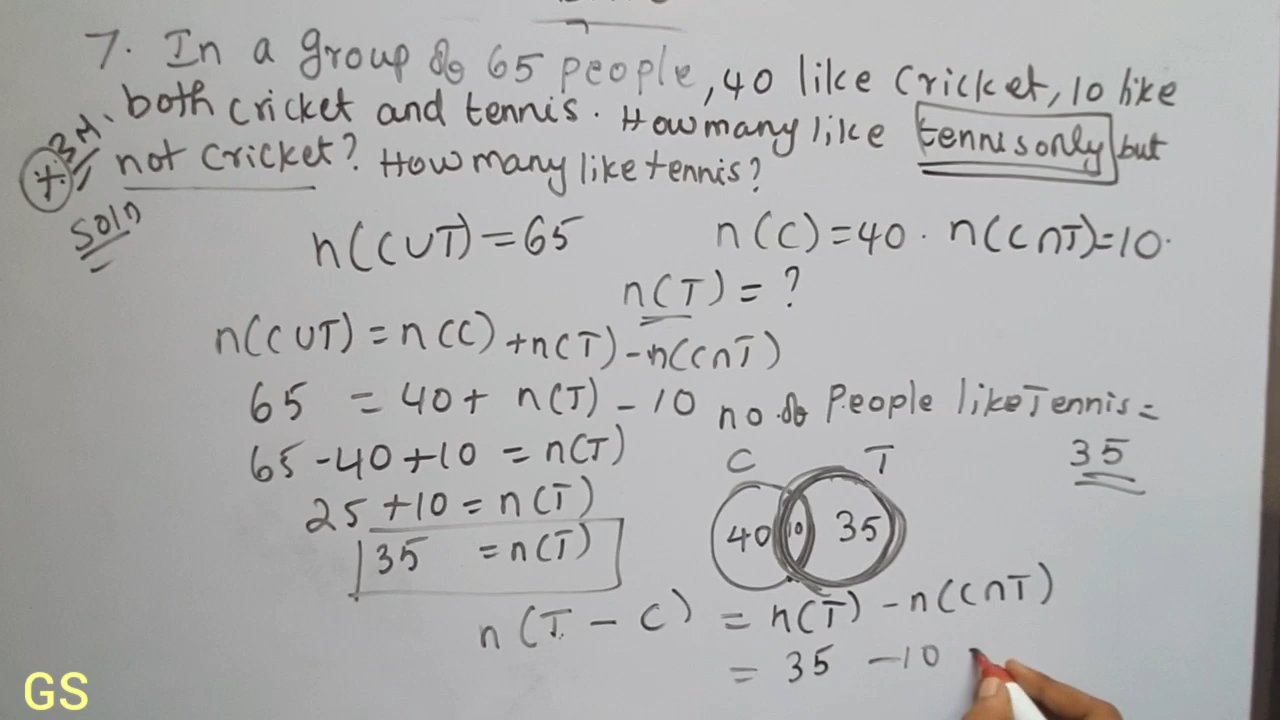 7. In a group of 65 people, 40 like cricket, 10 like
both cricket and tennis. How many like tennis only but
not cricket? How many like tennis?
3M.
Soln
n(C∪T)=65 n(C)=40. n(C∩T)=10.
n(T) = ?
n(C∪T) = n(C) +n(T) -n(C∩T)
65 = 40+ n(T) - 10
no. of People like Tennis =
35
65-40+10 = n(T)
25 +10 = n(T)
35 = n(T)
C T
40 10 35
n(T - C) = n(T) - n(C∩T)
= 35 -10
GS